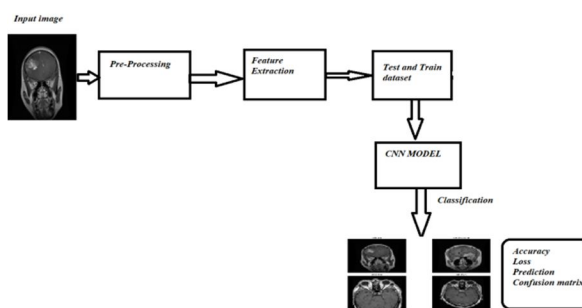 Input image
Pre-Processing
Feature
Extraction
Test and Train
dataset
CNN MODEL
Classification
Accuracy
Loss
Prediction
Confusion matrix